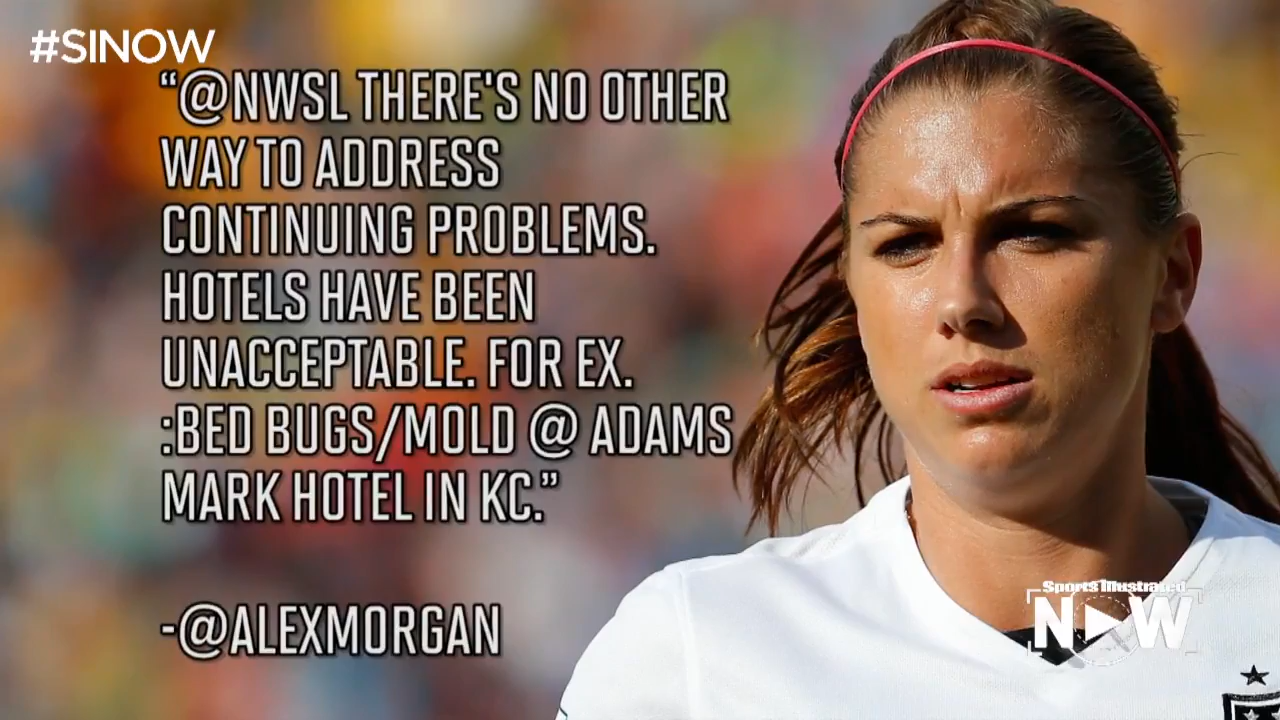 #SINOW
“@NWSL THERE'S NO OTHER
WAY TO ADDRESS
CONTINUING PROBLEMS.
HOTELS HAVE BEEN
UNACCEPTABLE. FOR EX.
:BED BUGS/MOLD @ ADAMS
MARK HOTEL IN KC.”
-@ALEXMORGAN
Sports Illustrated
NOW